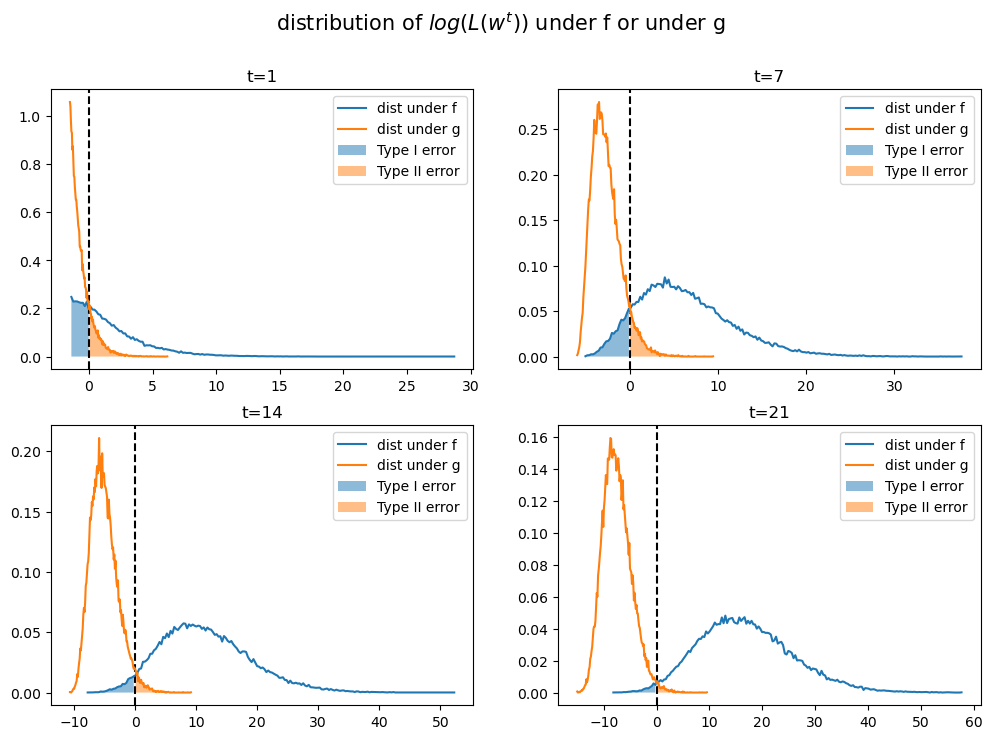 distribution of log(L(w^t)) under f or under g
t=1
1.0
0.8
0.6
0.4
0.2
0.0
0
5
10
15
20
25
30
dist under f
dist under g
Type I error
Type II error
t=7
0.25
0.20
0.15
0.10
0.05
0.00
0
10
20
30
dist under f
dist under g
Type I error
Type II error
t=14
0.20
0.15
0.10
0.05
0.00
−10
0
10
20
30
40
50
dist under f
dist under g
Type I error
Type II error
t=21
0.16
0.14
0.12
0.10
0.08
0.06
0.04
0.02
0.00
−10
0
10
20
30
40
50
60
dist under f
dist under g
Type I error
Type II error